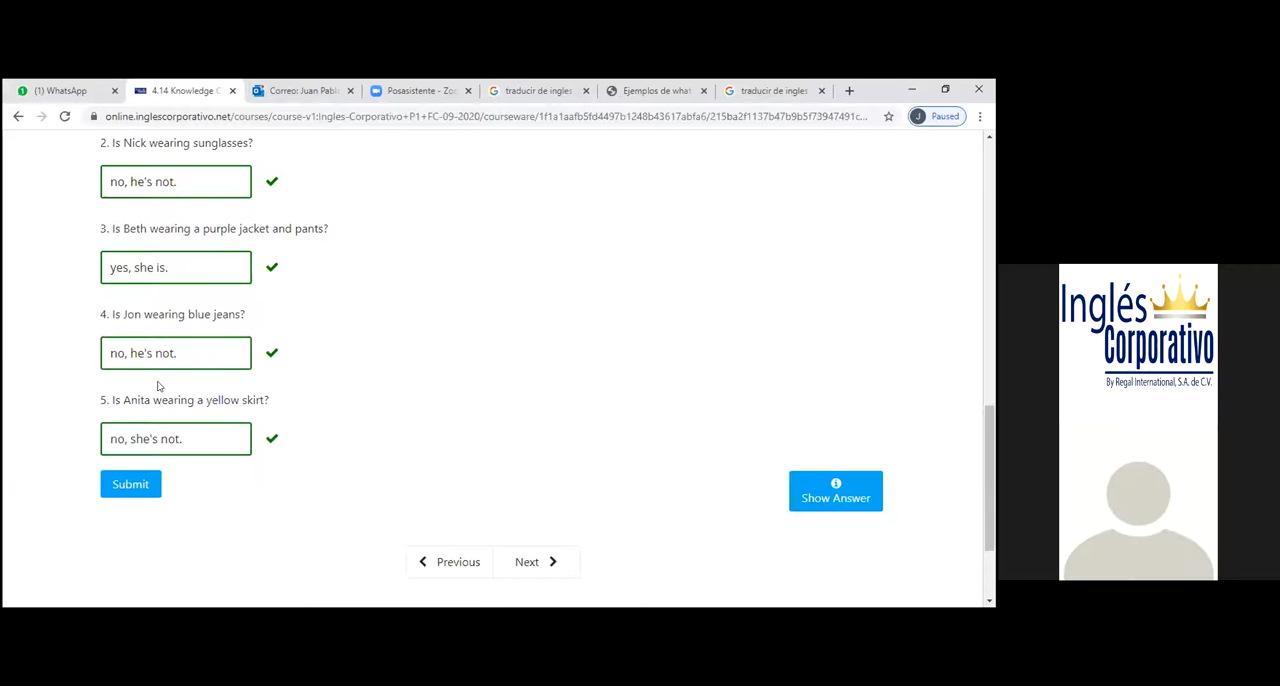 (1) WhatsApp
4.14 Knowledge C
Correo: Juan Pabl
Posasistente - Zoo
traducir de ingles
Ejemplos de what
traducir de ingles
online.inglescorporativo.net/courses/course-v1:Ingles-Corporativo+P1+FC-09-2020/courseware/1f1a1aafb5fd4497b1248b43617abfa6/215ba2f1137b47b9b5f73947491c...
J Paused
2. Is Nick wearing sunglasses?
no, he's not.
3. Is Beth wearing a purple jacket and pants?
yes, she is.
4. Is Jon wearing blue jeans?
no, he's not.
5. Is Anita wearing a yellow skirt?
no, she's not.
Submit
Show Answer
Previous
Next
Inglés
Corporativo
By Regal International, S.A. de C.V.